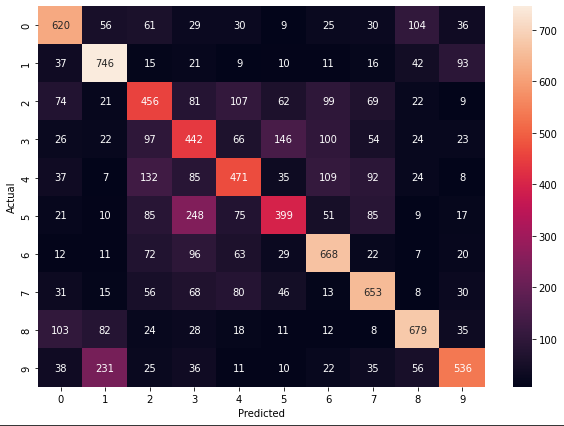 0 620 56 61 29 30 9 25 30 104 36
1 37 746 15 21 9 10 11 16 42 93
2 74 21 456 81 107 62 99 69 22 9
3 26 22 97 442 66 146 100 54 24 23
4 37 7 132 85 471 35 109 92 24 8
5 21 10 85 248 75 399 51 85 9 17
6 12 11 72 96 63 29 668 22 7 20
7 31 15 56 68 80 46 13 653 8 30
8 103 82 24 28 18 11 12 8 679 35
9 38 231 25 36 11 10 22 35 56 536
0 1 2 3 4 5 6 7 8 9
Predicted
Actual
700
600
500
400
300
200
100